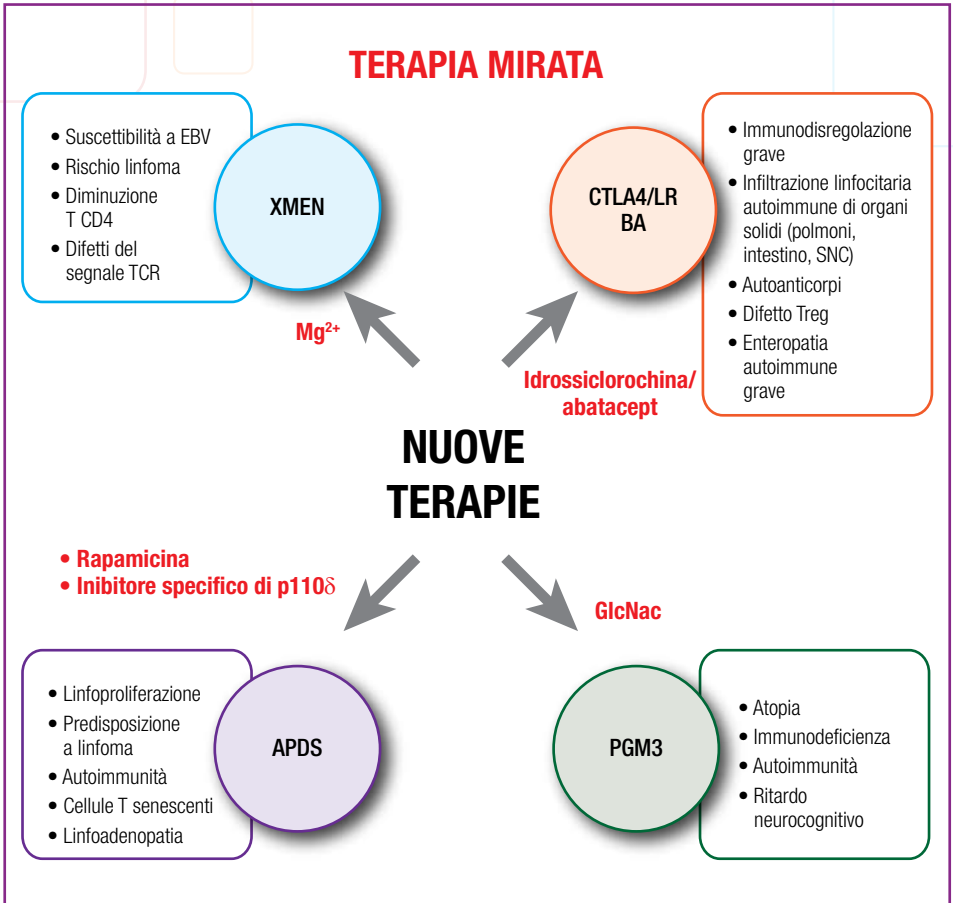 TERAPIA MIRATA
• Suscettibilità a EBV
• Rischio linfoma
• Diminuzione
T CD4
• Difetti del
segnale TCR
XMEN
CTLA4/LR
BA
• Immunodisregolazione
grave
• Infiltrazione linfocitaria
autoimmune di organi
solidi (polmoni,
intestino, SNC)
• Autoanticorpi
• Difetto Treg
• Enteropatia
autoimmune
grave
Mg²⁺
Idrossiclorochina/
abatacept
NUOVE
TERAPIE
• Rapamicina
• Inibitore specifico di p110δ
GlcNac
• Linfoproliferazione
• Predisposizione
a linfoma
• Autoimmunità
• Cellule T senescenti
• Linfoadenopatia
APDS
PGM3
• Atopia
• Immunodeficienza
• Autoimmunità
• Ritardo
neurocognitivo